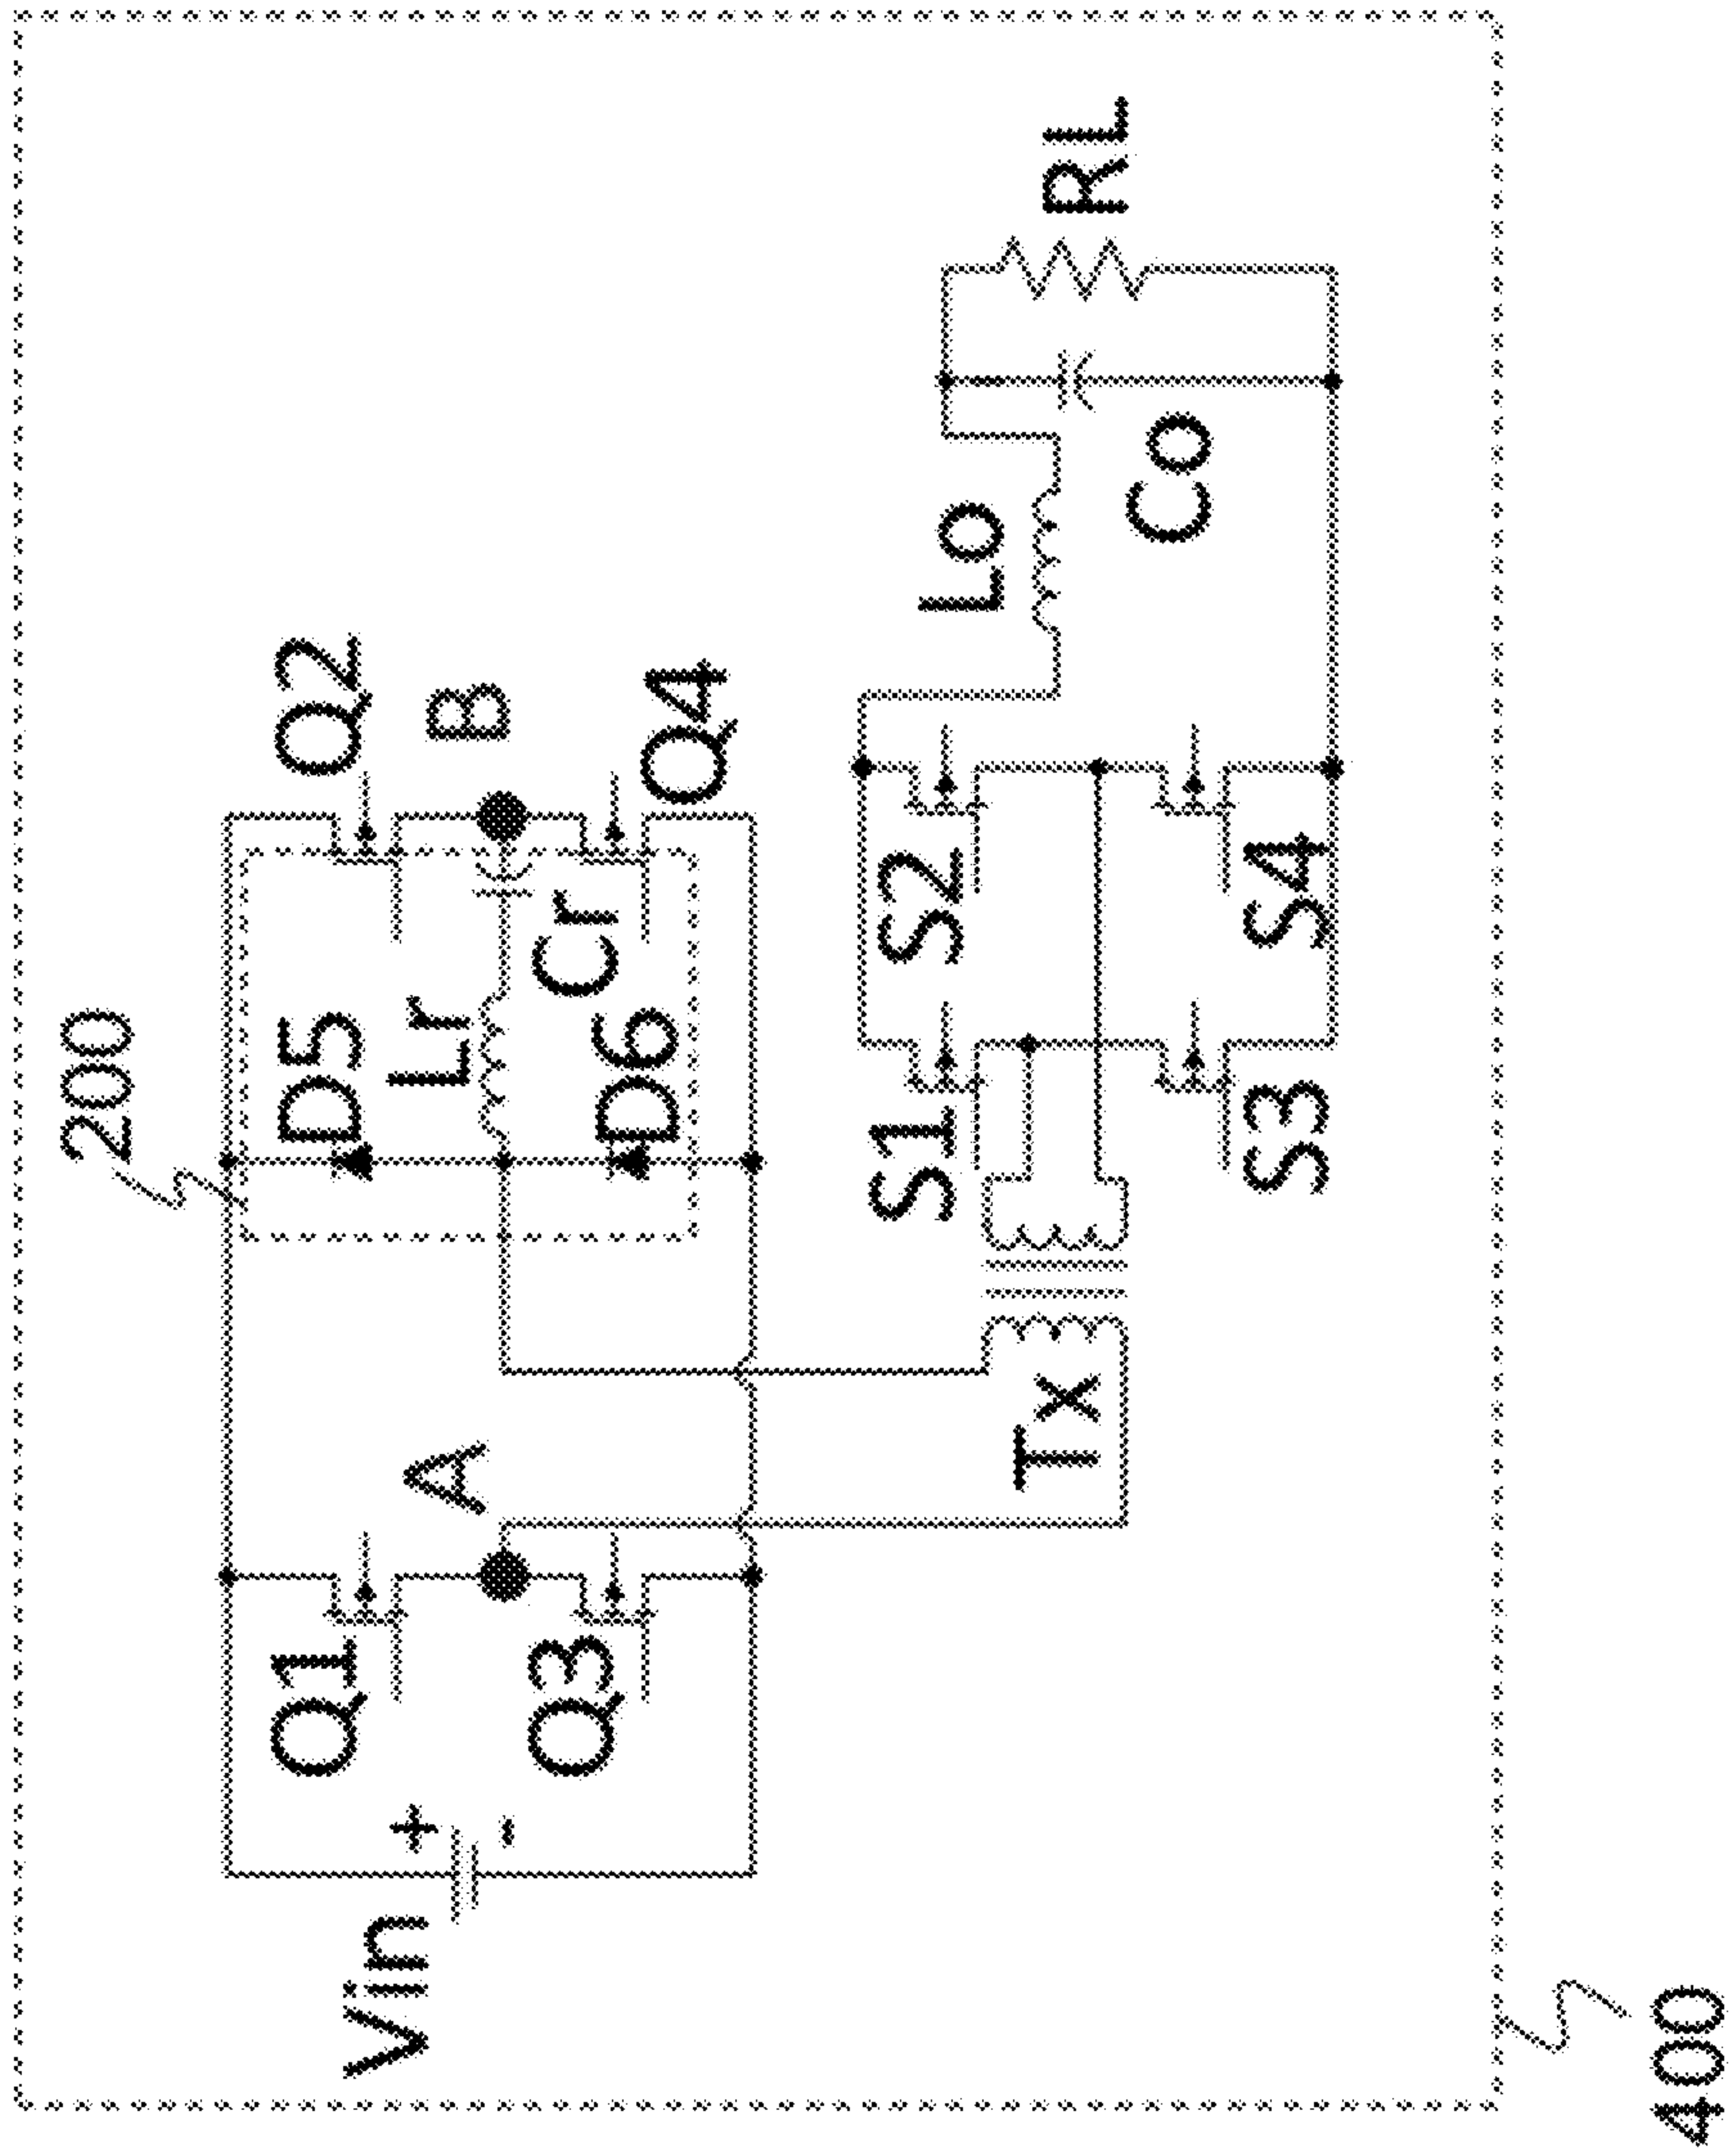 200
Vin
+
-
Q1
Q3
A
D5
Lr
Cr
D6
Q2
B
Q4
Tx
S1
S2
S3
S4
Lo
Co
RL
400